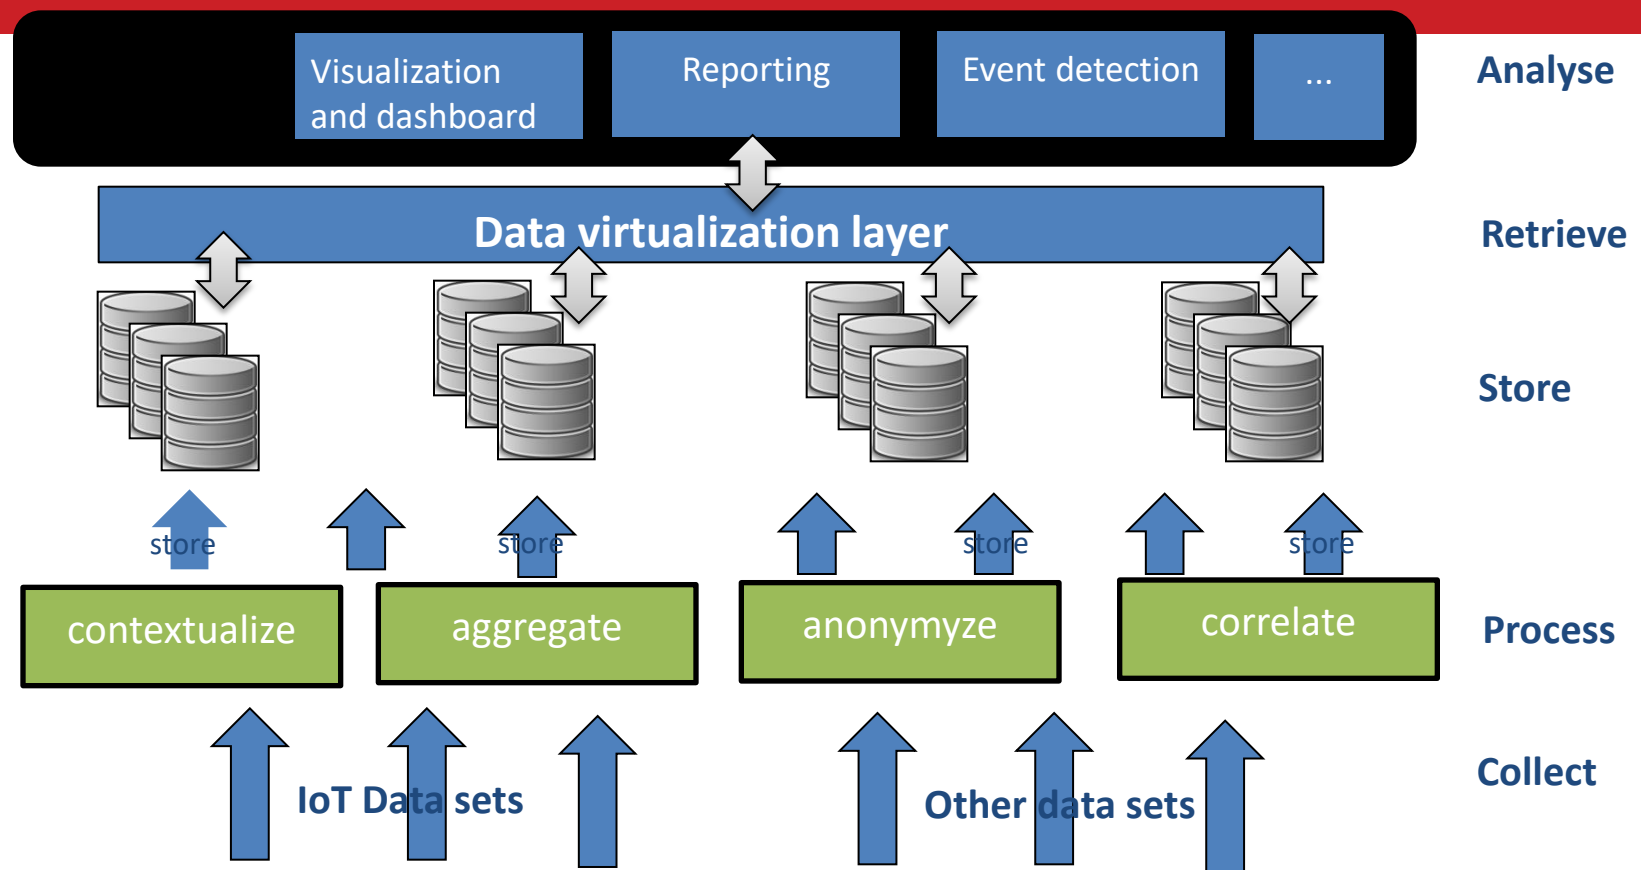 Visualization
and dashboard
Reporting
Event detection
...
Analyse
Data virtualization layer
Retrieve
Store
store
store
store
store
contextualize
aggregate
anonymyze
correlate
Process
IoT Data sets
Other data sets
Collect